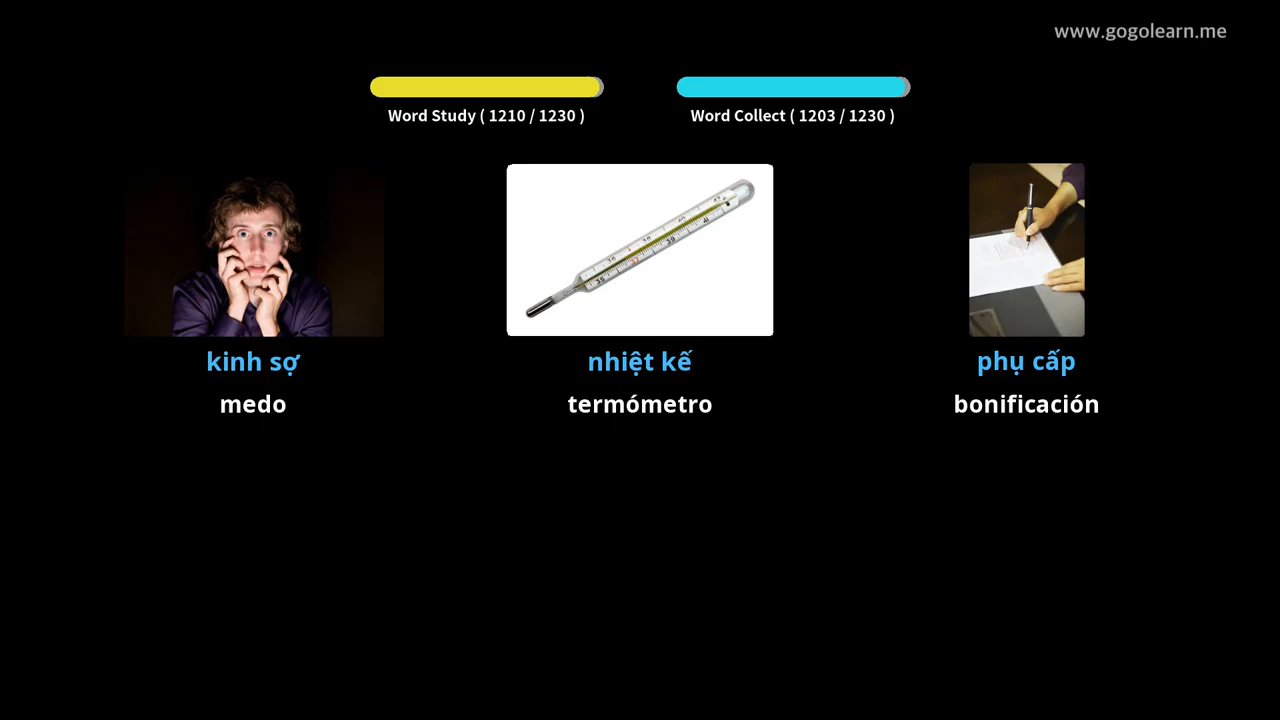 www.gogolearn.me
Word Study ( 1210 / 1230 )
Word Collect ( 1203 / 1230 )
kinh sợ
nhiệt kế
phụ cấp
medo
termómetro
bonificación